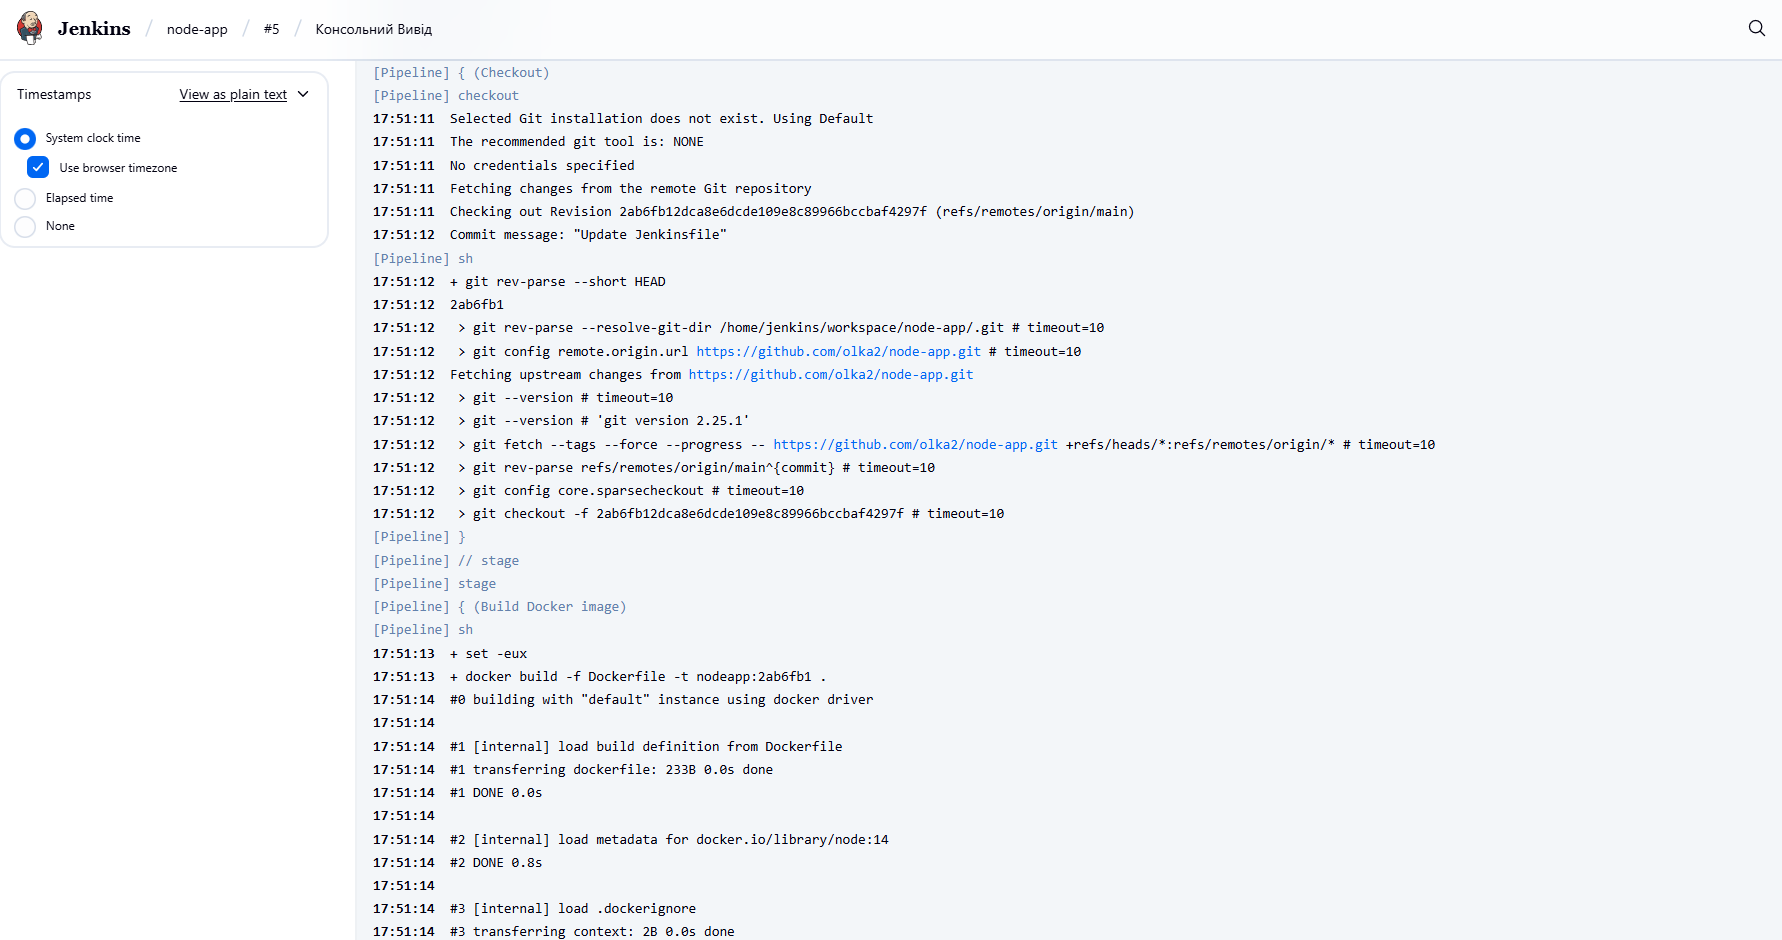 Jenkins / node-app / #5 / Консольний Вивід
Timestamps
View as plain text
System clock time
Use browser timezone
Elapsed time
None
[Pipeline] { (Checkout)
[Pipeline] checkout
17:51:11 Selected Git installation does not exist. Using Default
17:51:11 The recommended git tool is: NONE
17:51:11 No credentials specified
17:51:11 Fetching changes from the remote Git repository
17:51:11 Checking out Revision 2ab6fb12dca8e6dcde109e8c89966bccbaf4297f (refs/remotes/origin/main)
17:51:12 Commit message: "Update Jenkinsfile"
[Pipeline] sh
17:51:12 + git rev-parse --short HEAD
17:51:12 2ab6fb1
17:51:12  > git rev-parse --resolve-git-dir /home/jenkins/workspace/node-app/.git # timeout=10
17:51:12  > git config remote.origin.url https://github.com/olka2/node-app.git # timeout=10
17:51:12 Fetching upstream changes from https://github.com/olka2/node-app.git
17:51:12  > git --version # timeout=10
17:51:12  > git --version # 'git version 2.25.1'
17:51:12  > git fetch --tags --force --progress -- https://github.com/olka2/node-app.git +refs/heads/*:refs/remotes/origin/* # timeout=10
17:51:12  > git rev-parse refs/remotes/origin/main^{commit} # timeout=10
17:51:12  > git config core.sparsecheckout # timeout=10
17:51:12  > git checkout -f 2ab6fb12dca8e6dcde109e8c89966bccbaf4297f # timeout=10
[Pipeline] }
[Pipeline] // stage
[Pipeline] stage
[Pipeline] { (Build Docker image)
[Pipeline] sh
17:51:13 + set -eux
17:51:13 + docker build -f Dockerfile -t nodeapp:2ab6fb1 .
17:51:14 #0 building with "default" instance using docker driver
17:51:14
17:51:14 #1 [internal] load build definition from Dockerfile
17:51:14 #1 transferring dockerfile: 233B 0.0s done
17:51:14 #1 DONE 0.0s
17:51:14
17:51:14 #2 [internal] load metadata for docker.io/library/node:14
17:51:14 #2 DONE 0.8s
17:51:14
17:51:14 #3 [internal] load .dockerignore
17:51:14 #3 transferring context: 2B 0.0s done